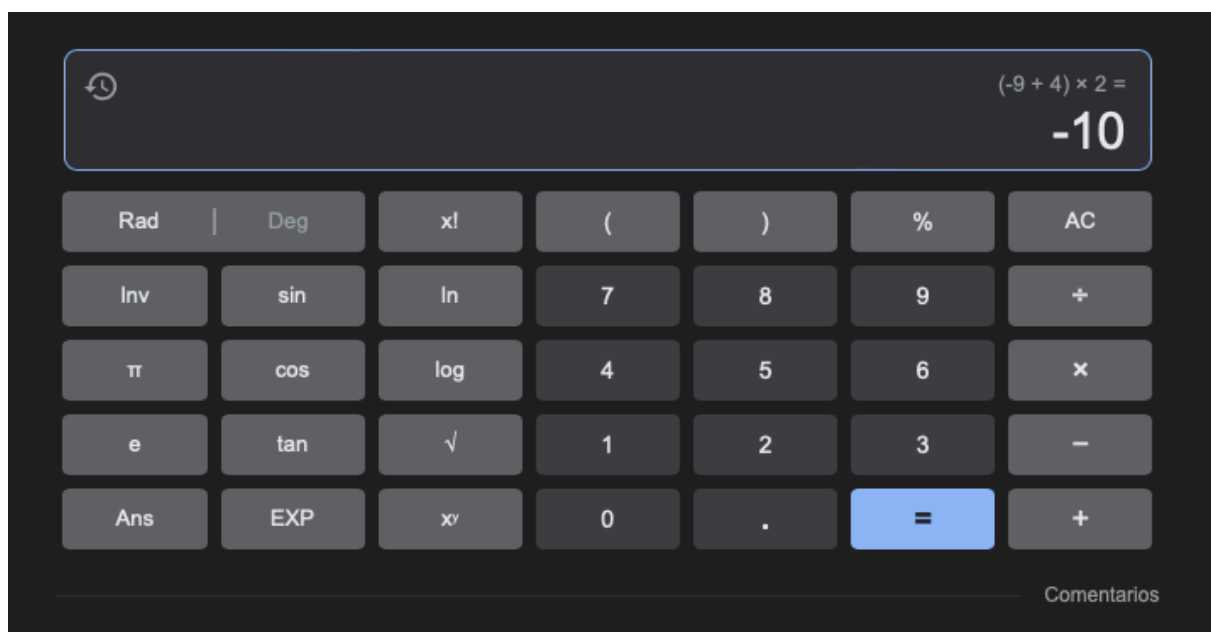 (-9 + 4) × 2 =
-10
Rad | Deg x! ( ) % AC
Inv sin ln 7 8 9 ÷
π cos log 4 5 6 ×
e tan √ 1 2 3 −
Ans EXP xʸ 0 . = +
Comentarios